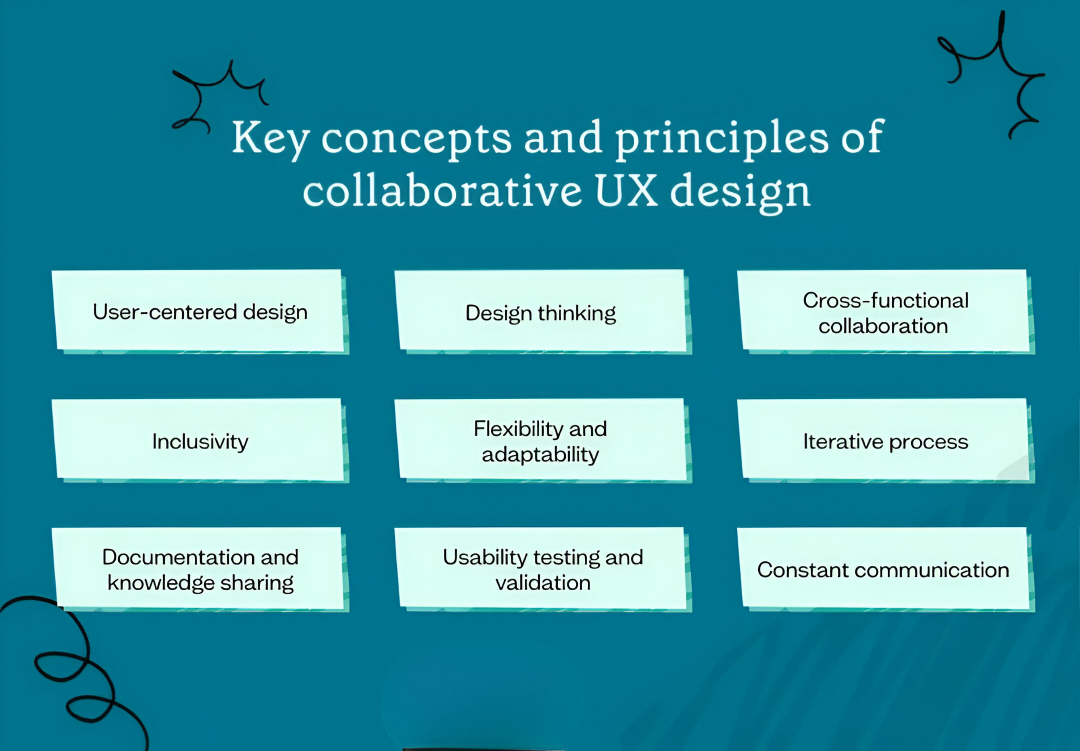 Key concepts and principles of
collaborative UX design
User-centered design
Design thinking
Cross-functional
collaboration
Inclusivity
Flexibility and
adaptability
Iterative process
Documentation and
knowledge sharing
Usability testing and
validation
Constant communication